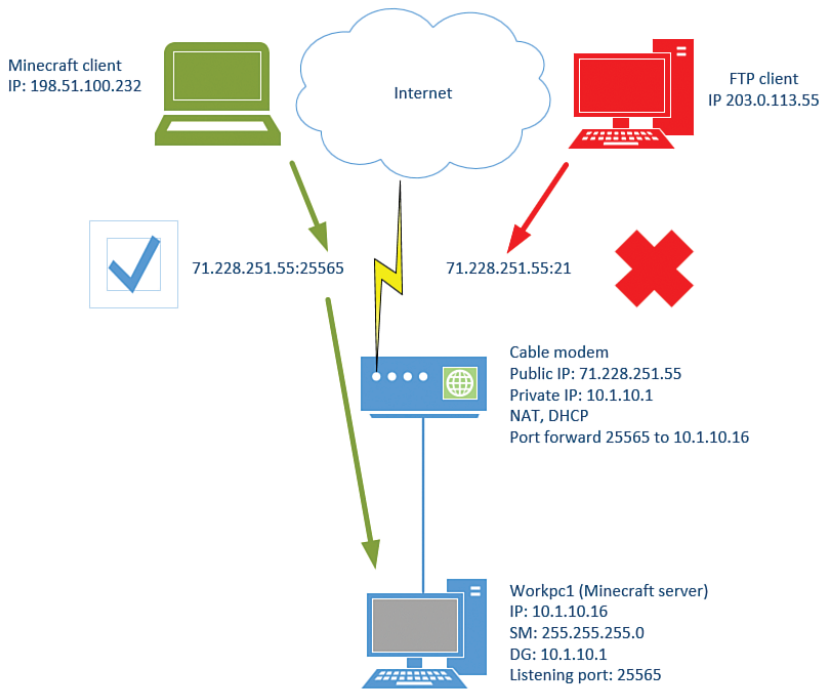 Minecraft client
IP: 198.51.100.232
Internet
FTP client
IP 203.0.113.55
71.228.251.55:25565
71.228.251.55:21
Cable modem
Public IP: 71.228.251.55
Private IP: 10.1.10.1
NAT, DHCP
Port forward 25565 to 10.1.10.16
Workpc1 (Minecraft server)
IP: 10.1.10.16
SM: 255.255.255.0
DG: 10.1.10.1
Listening port: 25565